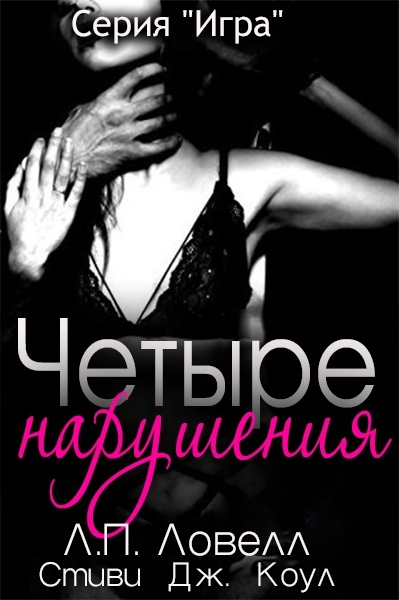 Серия "Игра"
Четыре
нарушения
Л.П. Ловелл
Стиви Дж. Коул